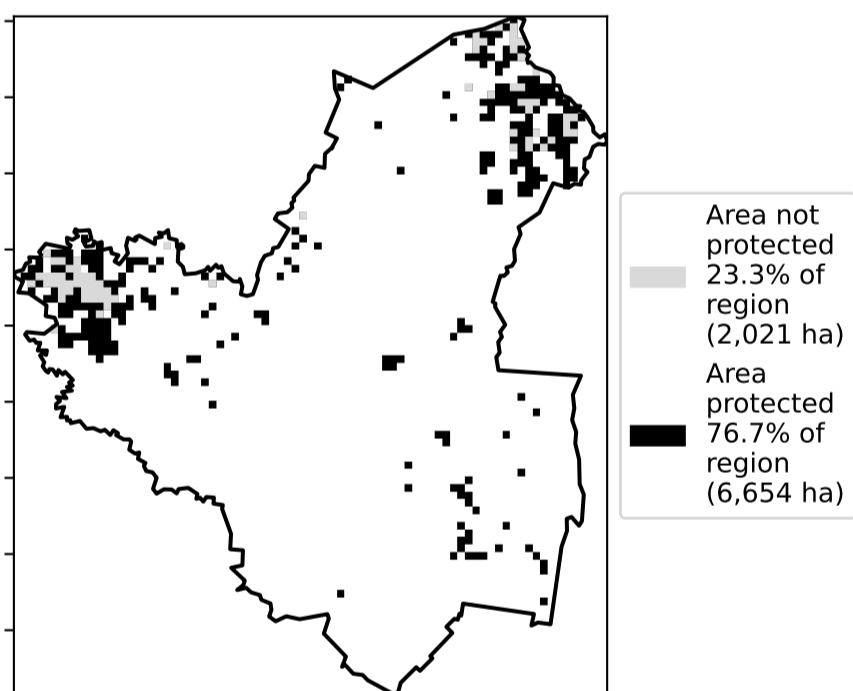 Area not
protected
23.3% of
region
(2,021 ha)
Area
protected
76.7% of
region
(6,654 ha)